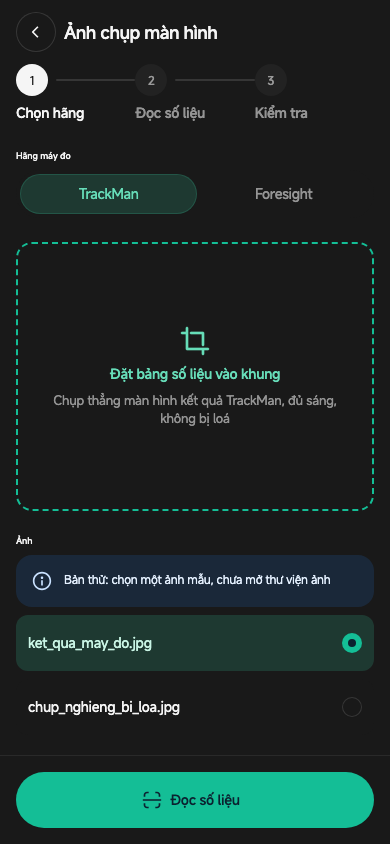 Ảnh chụp màn hình
1
2
3
Chọn hãng
Đọc số liệu
Kiểm tra
Hãng máy đo
TrackMan
Foresight
Đặt bảng số liệu vào khung
Chụp thẳng màn hình kết quả TrackMan, đủ sáng,
không bị loá
Ảnh
Bản thử: chọn một ảnh mẫu, chưa mở thư viện ảnh
ket_qua_may_do.jpg
chup_nghieng_bi_loa.jpg
Đọc số liệu